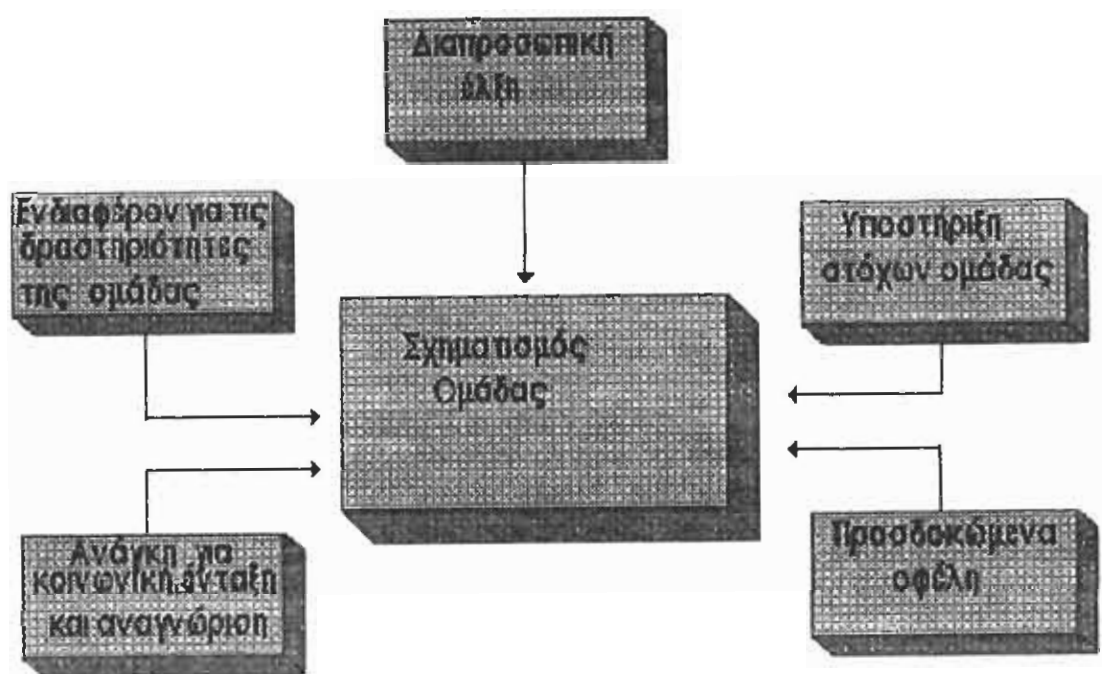 Διαπροσωπική
έλξη
Ενδιαφέρον για τις
δραστηριότητες
της ομάδας
Υποστήριξη
στόχων ομάδας
Σχηματισμός
Ομάδας
Ανάγκη για
κοινωνική ένταξη
και αναγνώριση
Προσδοκώμενα
οφέλη